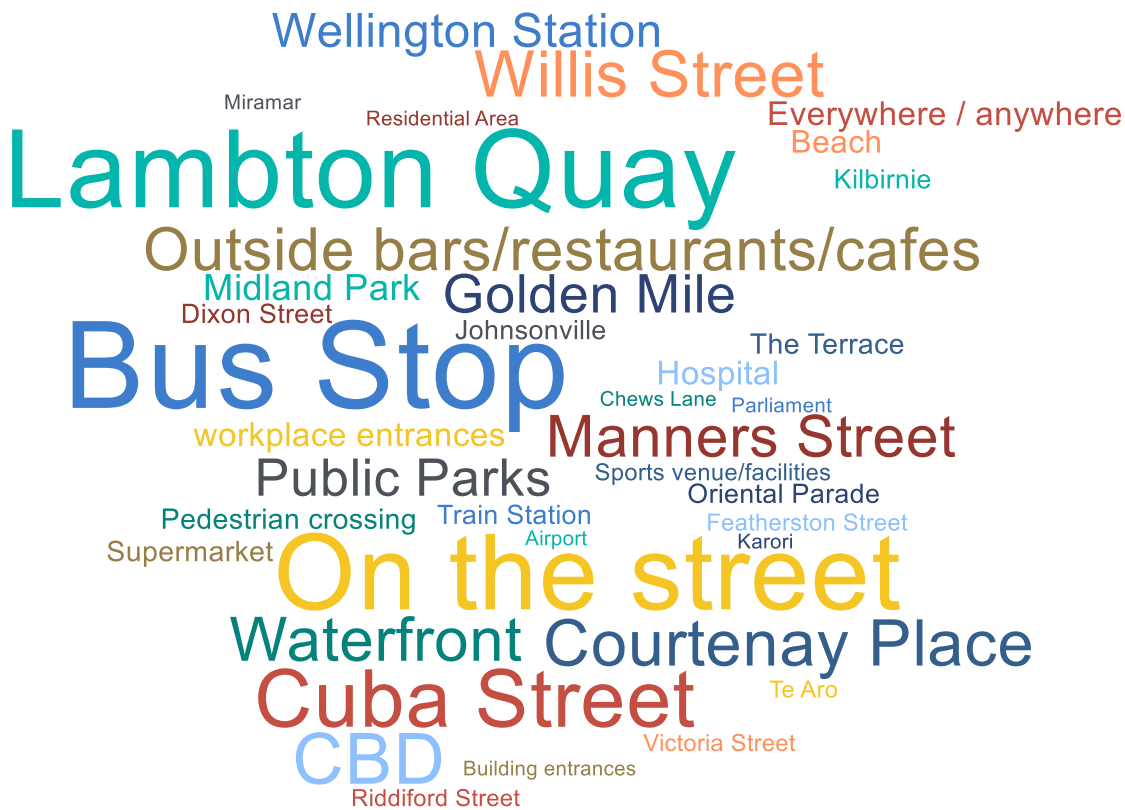 Wellington Station
Willis Street
Miramar
Residential Area
Everywhere / anywhere
Beach
Lambton Quay
Kilbirnie
Outside bars/restaurants/cafes
Midland Park
Golden Mile
Dixon Street
Johnsonville
The Terrace
Bus Stop
Hospital
Chews Lane
Parliament
workplace entrances
Manners Street
Public Parks
Sports venue/facilities
Oriental Parade
Pedestrian crossing
Train Station
Featherston Street
Airport
Karori
Supermarket
On the street
Waterfront
Courtenay Place
Cuba Street
Te Aro
CBD
Victoria Street
Building entrances
Riddiford Street